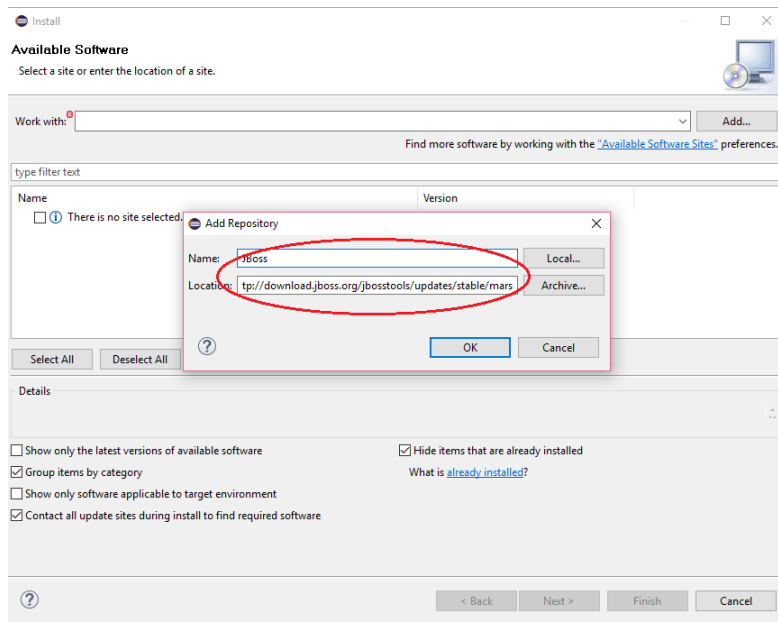 Install
Available Software
Select a site or enter the location of a site.
Work with:
Add...
Find more software by working with the "Available Software Sites" preferences.
type filter text
Name Version
There is no site selected.
Add Repository
Name: JBoss Local...
Location: tp://download.jboss.org/jbosstools/updates/stable/mars Archive...
OK Cancel
Select All Deselect All
Details
Show only the latest versions of available software
Hide items that are already installed
Group items by category
What is already installed?
Show only software applicable to target environment
Contact all update sites during install to find required software
< Back Next > Finish Cancel